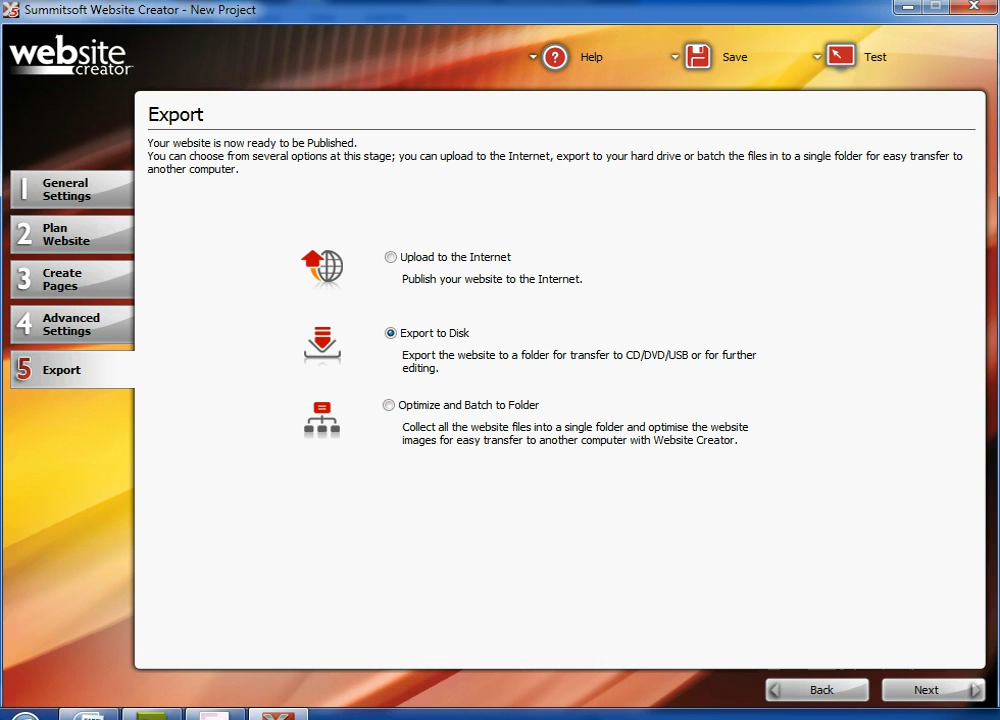 Summitsoft Website Creator - New Project
website
creator
Help
Save
Test
Export
Your website is now ready to be Published.
You can choose from several options at this stage; you can upload to the Internet, export to your hard drive or batch the files in to a single folder for easy transfer to
another computer.
1 General
Settings
2 Plan
Website
3 Create
Pages
4 Advanced
Settings
5 Export
Upload to the Internet
Publish your website to the Internet.
Export to Disk
Export the website to a folder for transfer to CD/DVD/USB or for further
editing.
Optimize and Batch to Folder
Collect all the website files into a single folder and optimise the website
images for easy transfer to another computer with Website Creator.
Back
Next